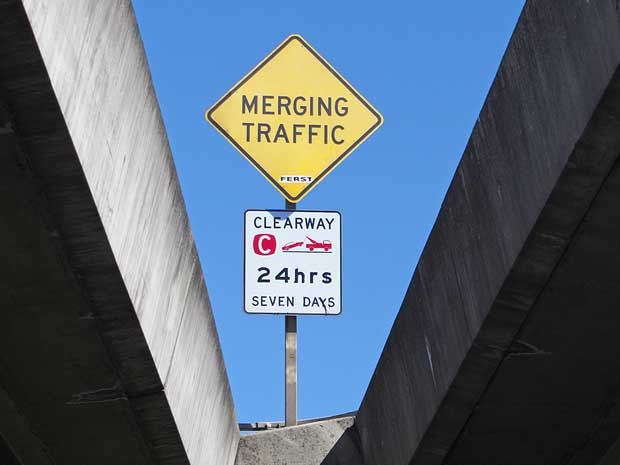 MERGING
TRAFFIC
FERST
CLEARWAY
C
24hrs
SEVEN DAYS